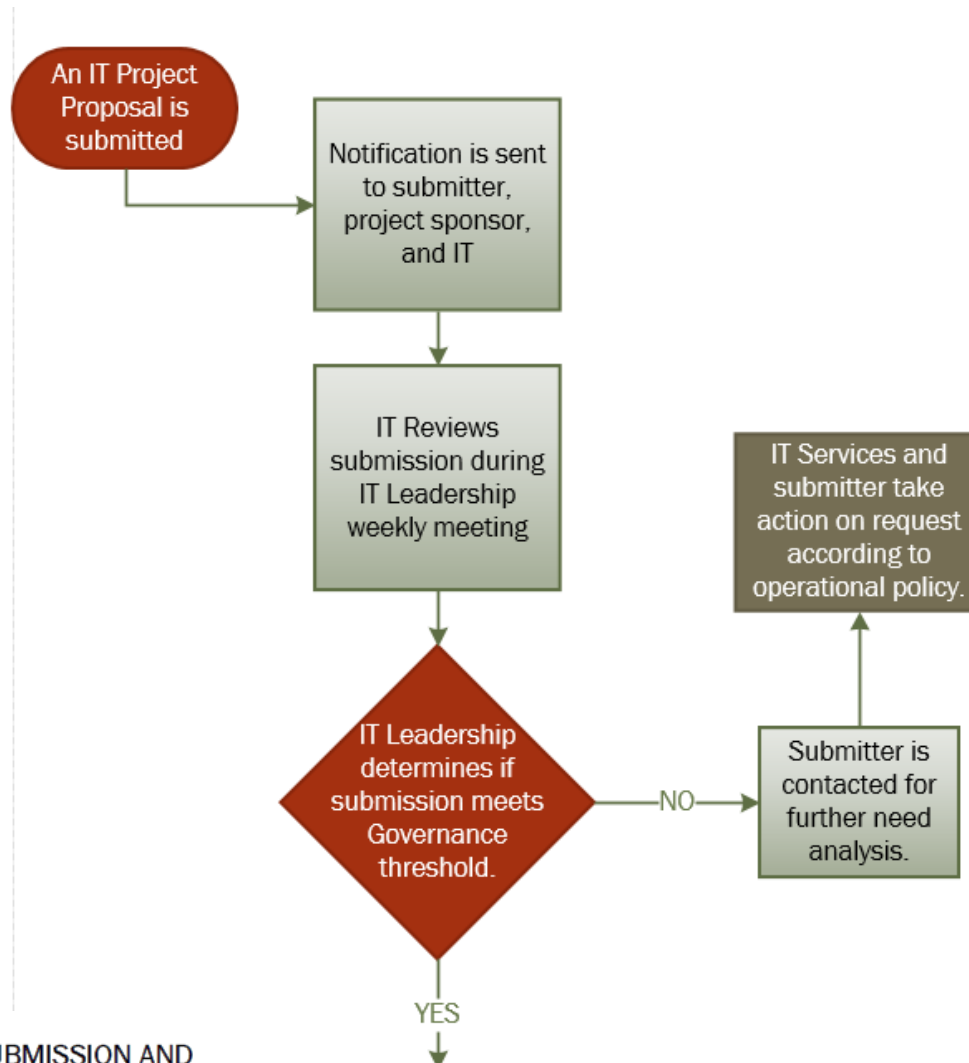 An IT Project
Proposal is
submitted
Notification is sent
to submitter,
project sponsor,
and IT
IT Reviews
submission during
IT Leadership
weekly meeting
IT Services and
submitter take
action on request
according to
operational policy.
IT Leadership
determines if
submission meets
Governance
threshold.
NO
Submitter is
contacted for
further need
analysis.
YES
UBMISSION AND